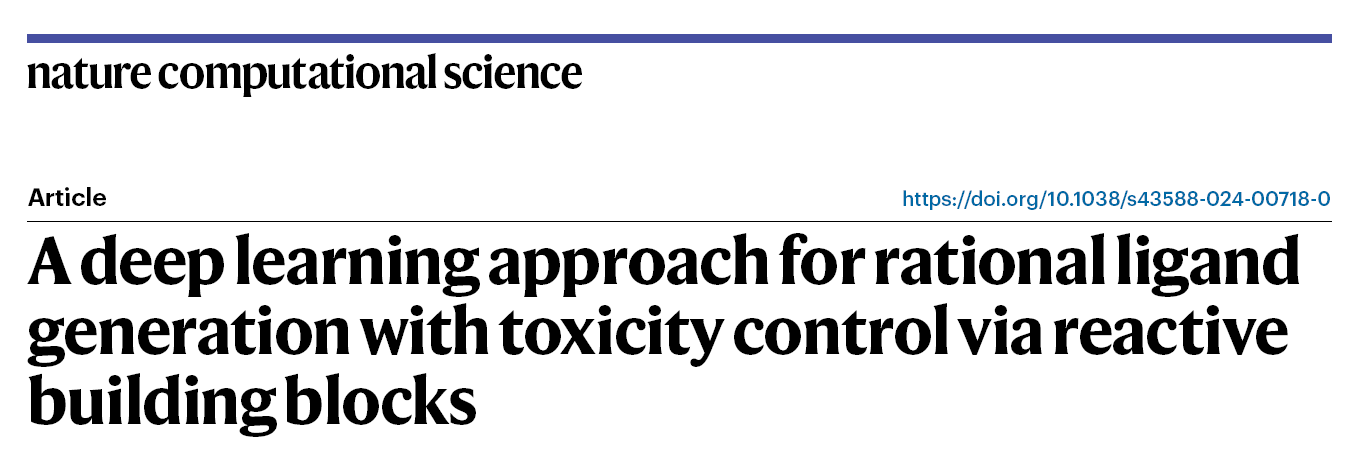 nature computational science
Article
https://doi.org/10.1038/s43588-024-00718-0
A deep learning approach for rational ligand
generation with toxicity control via reactive
building blocks